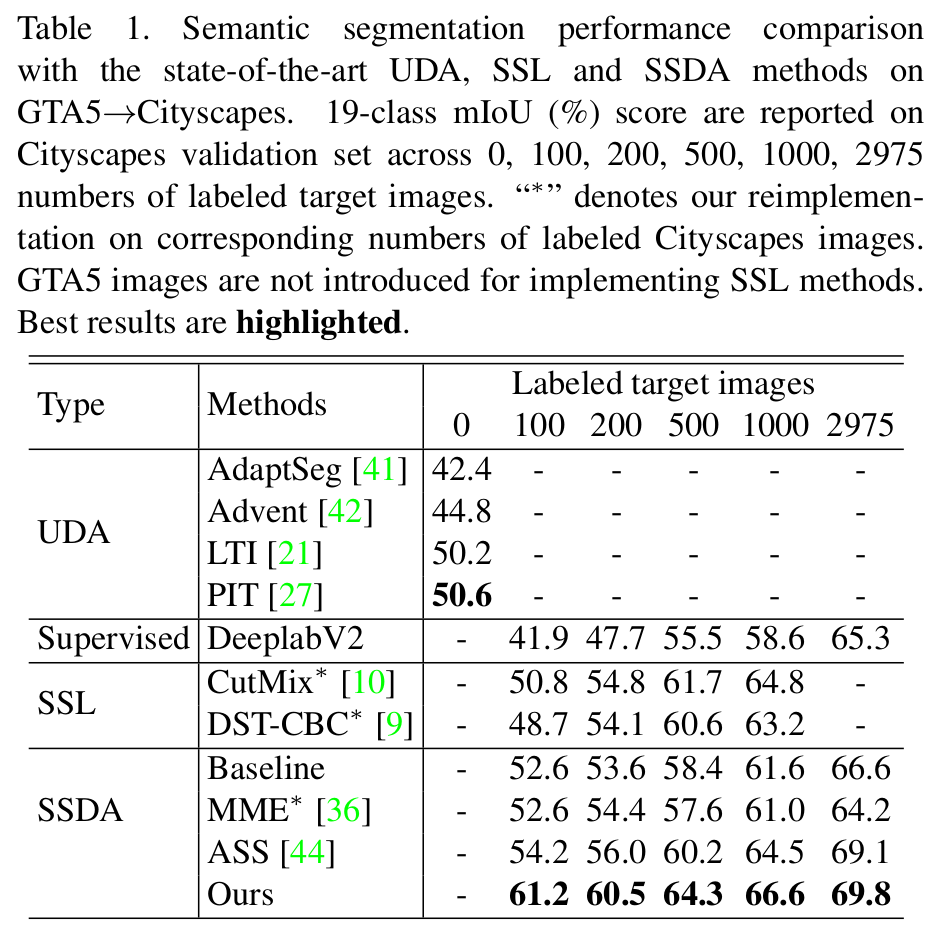 Table 1. Semantic segmentation performance comparison
with the state-of-the-art UDA, SSL and SSDA methods on
GTA5→Cityscapes. 19-class mIoU (%) score are reported on
Cityscapes validation set across 0, 100, 200, 500, 1000, 2975
numbers of labeled target images. “*” denotes our reimplemen-
tation on corresponding numbers of labeled Cityscapes images.
GTA5 images are not introduced for implementing SSL methods.
Best results are highlighted.
Type Methods Labeled target images
0 100 200 500 1000 2975
UDA AdaptSeg [41] 42.4 - - - - -
Advent [42] 44.8 - - - - -
LTI [21] 50.2 - - - - -
PIT [27] 50.6 - - - - -
Supervised DeeplabV2 - 41.9 47.7 55.5 58.6 65.3
SSL CutMix* [10] - 50.8 54.8 61.7 64.8 -
DST-CBC* [9] - 48.7 54.1 60.6 63.2 -
SSDA Baseline - 52.6 53.6 58.4 61.6 66.6
MME* [36] - 52.6 54.4 57.6 61.0 64.2
ASS [44] - 54.2 56.0 60.2 64.5 69.1
Ours - 61.2 60.5 64.3 66.6 69.8